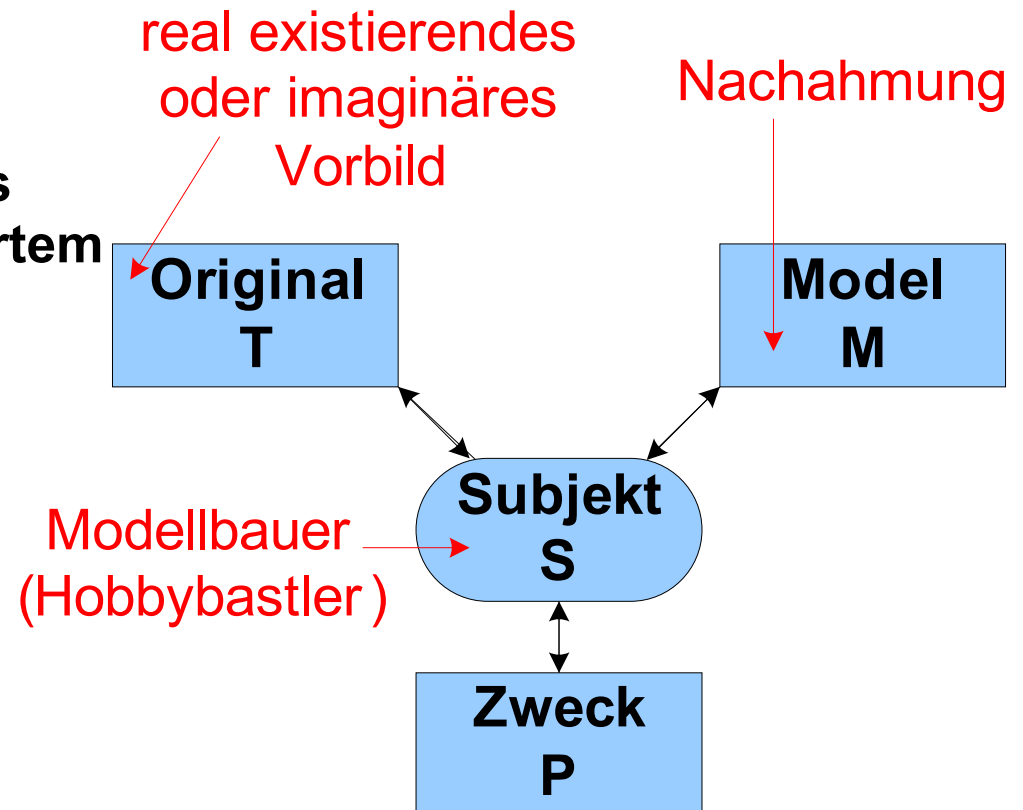 real existierendes
oder imaginäres
Vorbild
Nachahmung
Original
T
Model
M
Subjekt
S
Modellbauer
(Hobbybastler)
Zweck
P